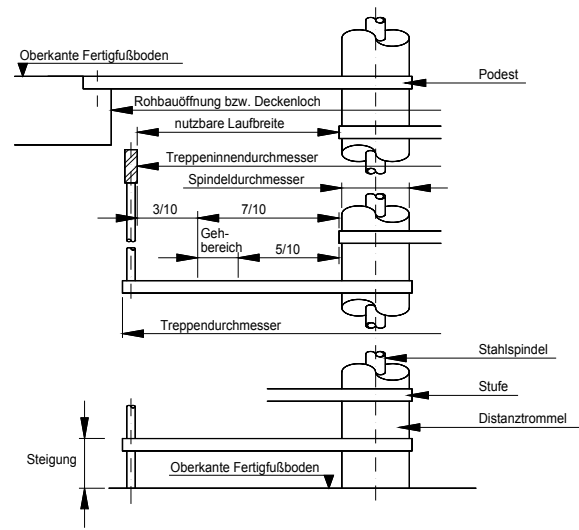 Oberkante Fertigfußboden
Podest
Rohbauöffnung bzw. Deckenloch
nutzbare Laufbreite
Treppeninnendurchmesser
Spindeldurchmesser
3/10
7/10
Geh-
bereich
5/10
Treppendurchmesser
Stahlspindel
Stufe
Distanztrommel
Steigung
Oberkante Fertigfußboden